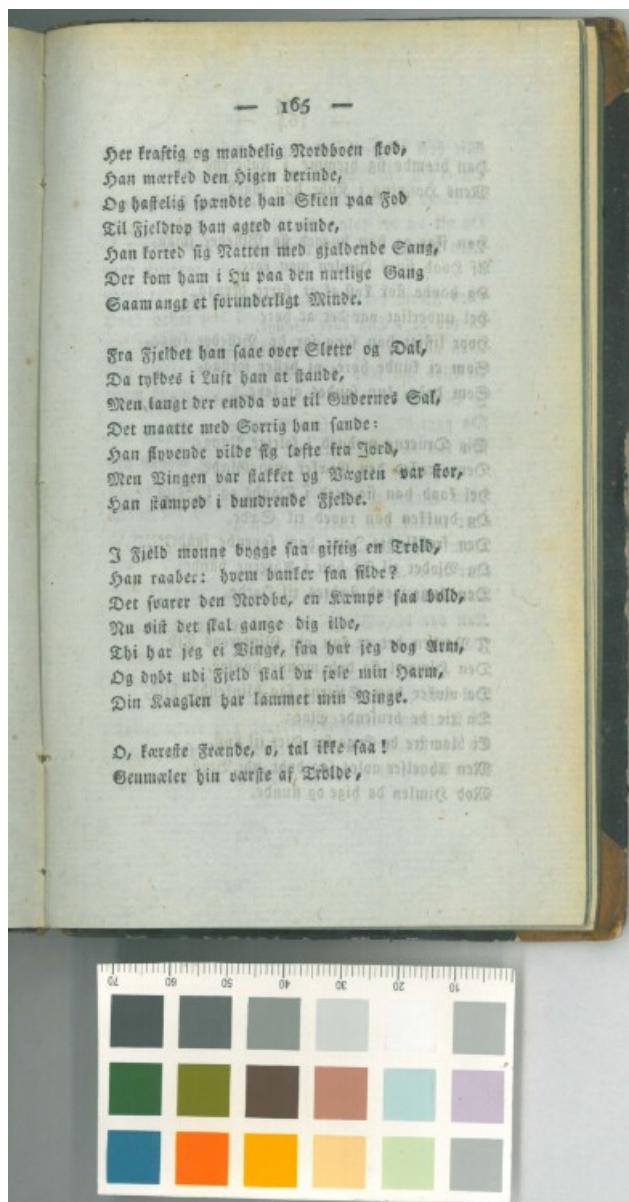 — 165 —
Her kraftig og mandelig Nordboen stod,
Han mærked den Higen derinde,
Og hastelig spændte han Skien paa Fod
Til Fjeldtop han agted at vinde,
Han korted sig Natten med gjaldende Sang,
Der kom ham i Hu paa den natlige Gang
Saamangt et forunderligt Minde.
Fra Fjeldet han saae over Slette og Dal,
Da tykdes i Luft han at stande,
Men langt der endda var til Gudernes Sal,
Det maatte med Sorrig han sande:
Han flyvende vilde sig løfte fra Jord,
Men Vingen var stakket og Vægten var stor,
Han stamped i dundrende Fjelde.
I Fjeld monne bygge saa giftig en Trold,
Han raaber: hvem banker saa silde?
Det svarer den Nordbo, en Kæmpe saa bold,
Nu vist det skal gange dig ilde,
Thi har jeg ei Vinge, saa har jeg dog Arm,
Og dybt udi Fjeld skal du føle min Harm,
Din Kaaglen har lammet min Vinge.
O, kæreste Frænde, o, tal ikke saa!
Genmæler hin værste af Trolde,
70 60 50 40 30 20 10